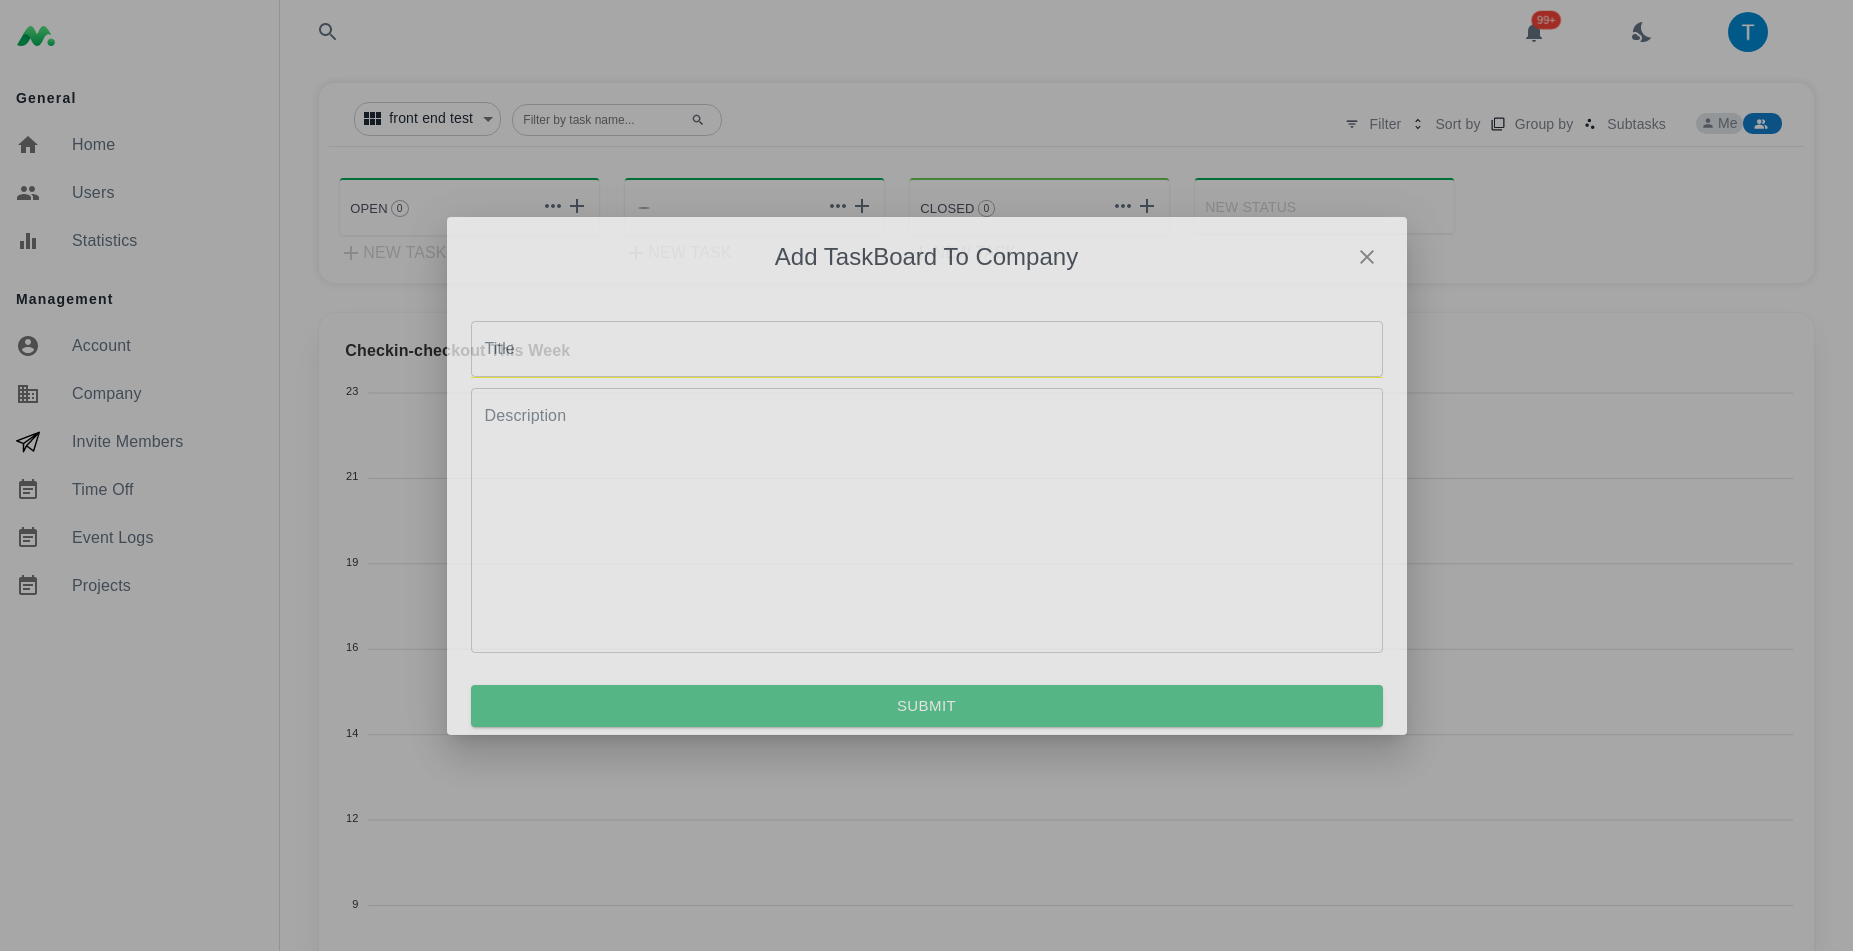 General
Home
Users
Statistics
Management
Account
Company
Invite Members
Time Off
Event Logs
Projects
99+
T
front end test
Filter by task name...
Filter
Sort by
Group by
Subtasks
Me
OPEN 0
CLOSED 0
NEW STATUS
NEW TASK
NEW TASK
Add TaskBoard To Company
Checkin-checkout This Week
Title
Description
SUBMIT
23
21
19
16
14
12
9